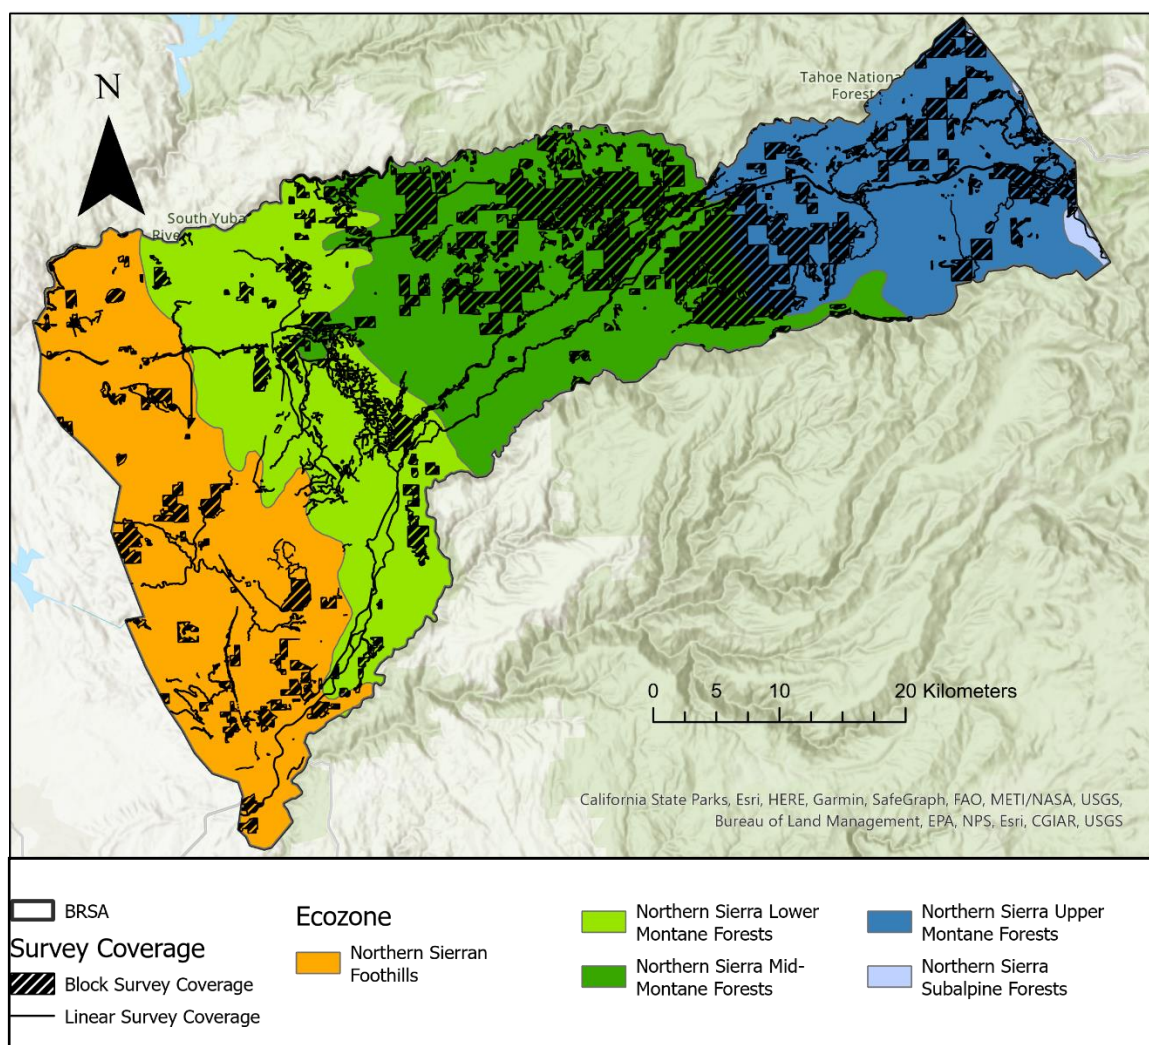 N
Tahoe National
Forest
South Yuba
River
0 5 10 20 Kilometers
California State Parks, Esri, HERE, Garmin, SafeGraph, FAO, METI/NASA, USGS,
Bureau of Land Management, EPA, NPS, Esri, CGIAR, USGS
BRSA
Survey Coverage
Block Survey Coverage
Linear Survey Coverage
Ecozone
Northern Sierran
Foothills
Northern Sierra Lower
Montane Forests
Northern Sierra Mid-
Montane Forests
Northern Sierra Upper
Montane Forests
Northern Sierra
Subalpine Forests